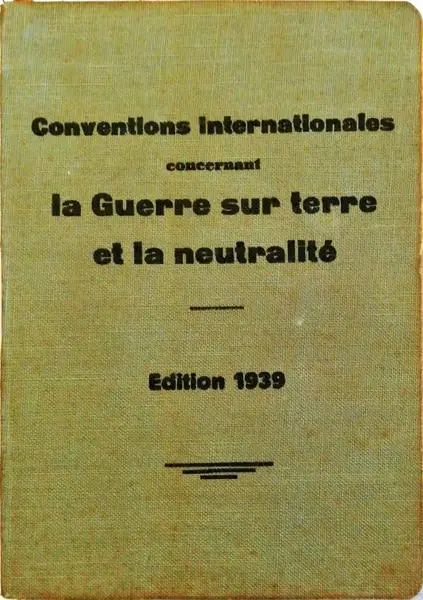 Conventions Internationales
concernant
la Guerre sur terre
et la neutralité
Edition 1939